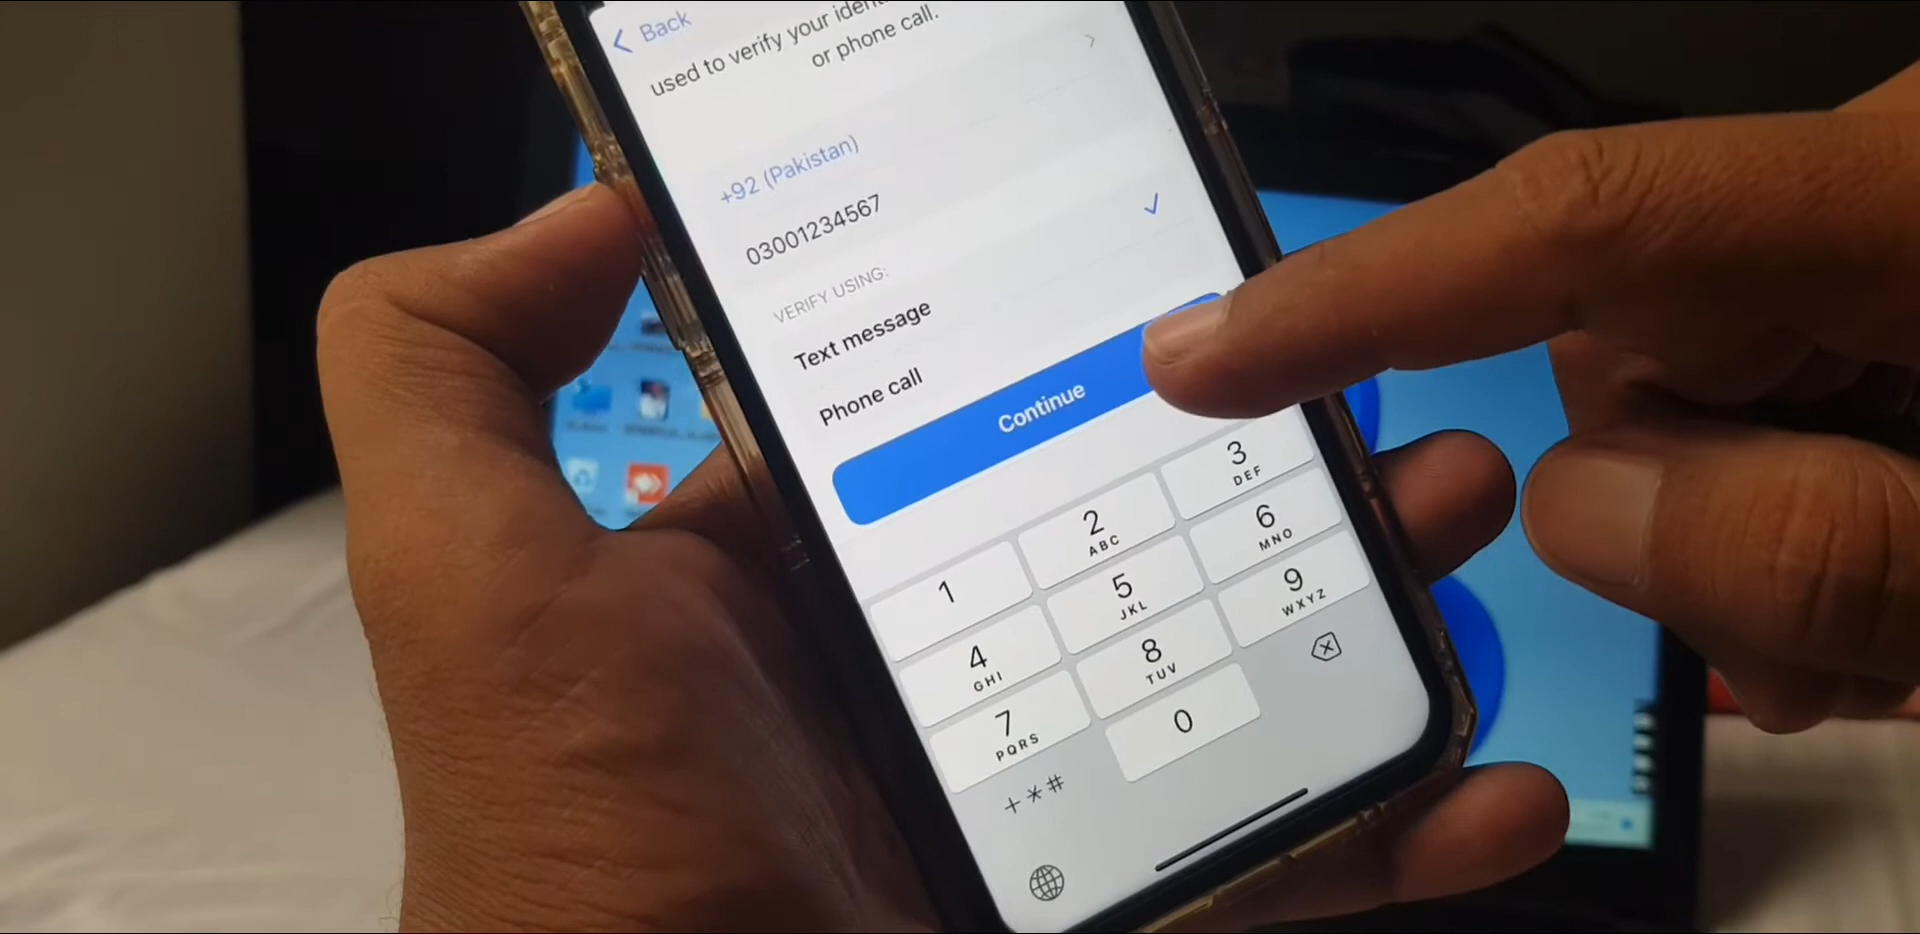 Back
used to verify your iden
or phone call.
+92 (Pakistan)
03001234567
VERIFY USING:
Text message
Phone call
Continue
1
2
ABC
3
DEF
4
GHI
5
JKL
6
MNO
7
PQRS
8
TUV
9
WXYZ
+*#
0